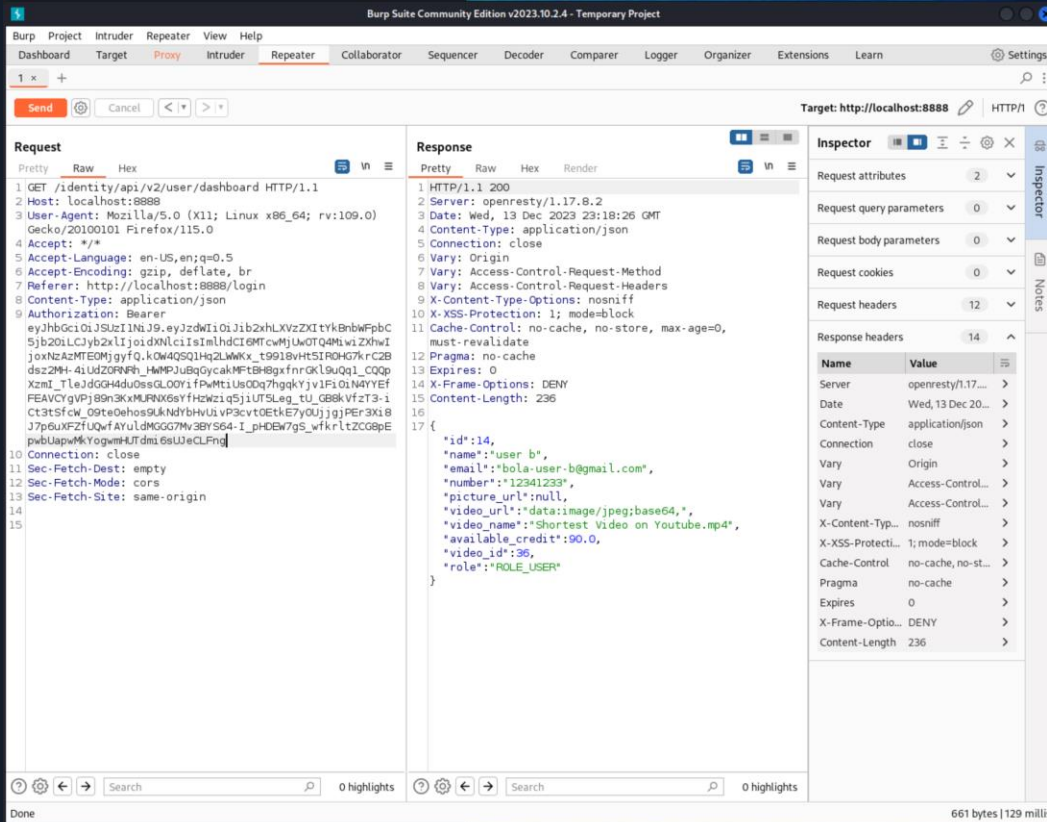 Burp Suite Community Edition v2023.10.2.4 - Temporary Project
Burp Project Intruder Repeater View Help
Dashboard Target Proxy Intruder Repeater Collaborator Sequencer Decoder Comparer Logger Organizer Extensions Learn Settings
1 × +
Send Cancel < > Target: http://localhost:8888 HTTP/1
Request
Pretty Raw Hex \n
1 GET /identity/api/v2/user/dashboard HTTP/1.1
2 Host: localhost:8888
3 User-Agent: Mozilla/5.0 (X11; Linux x86_64; rv:109.0)
Gecko/20100101 Firefox/115.0
4 Accept: */*
5 Accept-Language: en-US,en;q=0.5
6 Accept-Encoding: gzip, deflate, br
7 Referer: http://localhost:8888/login
8 Content-Type: application/json
9 Authorization: Bearer
10 Connection: close
11 Sec-Fetch-Dest: empty
12 Sec-Fetch-Mode: cors
13 Sec-Fetch-Site: same-origin
14
15
Search 0 highlights
Response
Pretty Raw Hex Render \n
1 HTTP/1.1 200
2 Server: openresty/1.17.8.2
3 Date: Wed, 13 Dec 2023 23:18:26 GMT
4 Content-Type: application/json
5 Connection: close
6 Vary: Origin
7 Vary: Access-Control-Request-Method
8 Vary: Access-Control-Request-Headers
9 X-Content-Type-Options: nosniff
10 X-XSS-Protection: 1; mode=block
11 Cache-Control: no-cache, no-store, max-age=0,
must-revalidate
12 Pragma: no-cache
13 Expires: 0
14 X-Frame-Options: DENY
15 Content-Length: 236
16
17 {
"id":14,
"name":"user b",
"email":"bola-user-b@gmail.com",
"number":"12341233",
"picture_url":null,
"video_url":"data:image/jpeg;base64,",
"video_name":"Shortest Video on Youtube.mp4",
"available_credit":90.0,
"video_id":36,
"role":"ROLE_USER"
}
Search 0 highlights
Inspector
Request attributes 2
Request query parameters 0
Request body parameters 0
Request cookies 0
Request headers 12
Response headers 14
Name Value
Server openresty/1.17....
Date Wed, 13 Dec 20...
Content-Type application/json
Connection close
Vary Origin
Vary Access-Control...
Vary Access-Control...
X-Content-Typ... nosniff
X-XSS-Protecti... 1; mode=block
Cache-Control no-cache, no-st...
Pragma no-cache
Expires 0
X-Frame-Optio... DENY
Content-Length 236
Inspector
Notes
Done 661 bytes | 129 milli